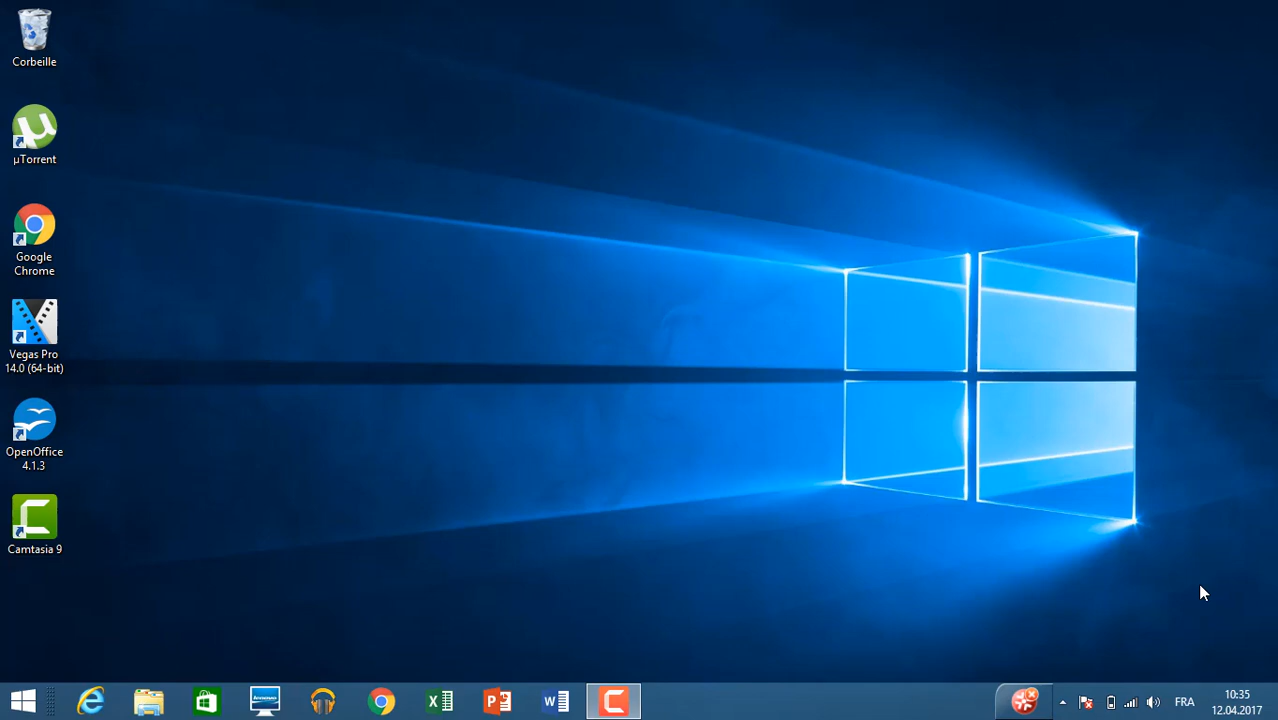 Corbeille
µTorrent
Google
Chrome
Vegas Pro
14.0 (64-bit)
OpenOffice
4.1.3
Camtasia 9
FR
10:35
12.04.2017